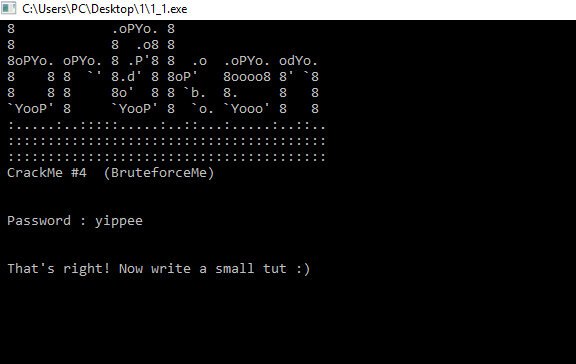 C:\Users\PC\Desktop\1\1_1.exe
8            .oPYo. 8
8            8  .o8 8
8oPYo. oPYo. 8 .P'8 8  .o  .oPYo. odYo.
8    8 8  `' 8.d' 8 8oP'   8oooo8 8' `8
8    8 8     8o'  8 8 `b.  8.     8   8
`YooP' 8     `YooP' 8  `o. `Yooo' 8   8
:.....:..:::::.....:..::...:.....:..::..
::::::::::::::::::::::::::::::::::::::::
::::::::::::::::::::::::::::::::::::::::
CrackMe #4  (BruteforceMe)
Password : yippee
That's right! Now write a small tut :)